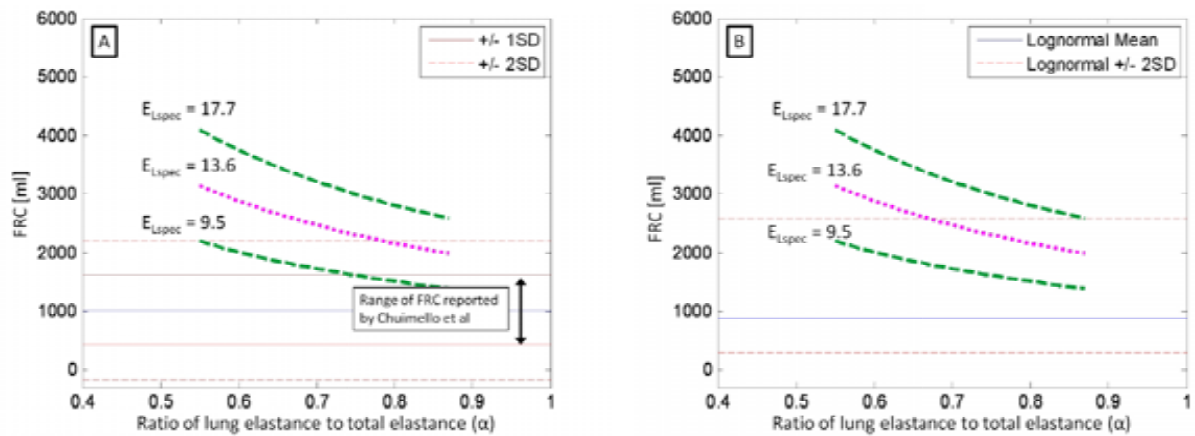 A
+/- 1SD
+/- 2SD
6000
5000
4000
3000
2000
1000
0
FRC [ml]
E_Lspec = 17.7
E_Lspec = 13.6
E_Lspec = 9.5
Range of FRC reported
by Chuimello et al
0.4 0.5 0.6 0.7 0.8 0.9 1
Ratio of lung elastance to total elastance (α)
B
Lognormal Mean
Lognormal +/- 2SD
6000
5000
4000
3000
2000
1000
0
FRC [ml]
E_Lspec = 17.7
E_Lspec = 13.6
E_Lspec = 9.5
0.4 0.5 0.6 0.7 0.8 0.9 1
Ratio of lung elastance to total elastance (α)